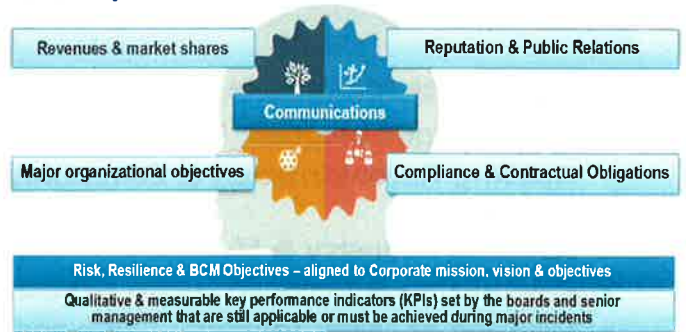 Revenues & market shares
Reputation & Public Relations
Communications
Major organizational objectives
Compliance & Contractual Obligations
Risk, Resilience & BCM Objectives – aligned to Corporate mission, vision & objectives
Qualitative & measurable key performance indicators (KPIs) set by the boards and senior
management that are still applicable or must be achieved during major incidents